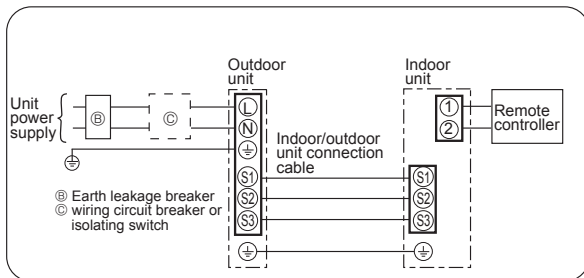 Outdoor
unit
Indoor
unit
Unit
power
supply
Ⓑ
Ⓒ
L
N
1
2
Remote
controller
Indoor/outdoor
unit connection
cable
S1
S2
S3
S1
S2
S3
Ⓑ Earth leakage breaker
Ⓒ wiring circuit breaker or
isolating switch